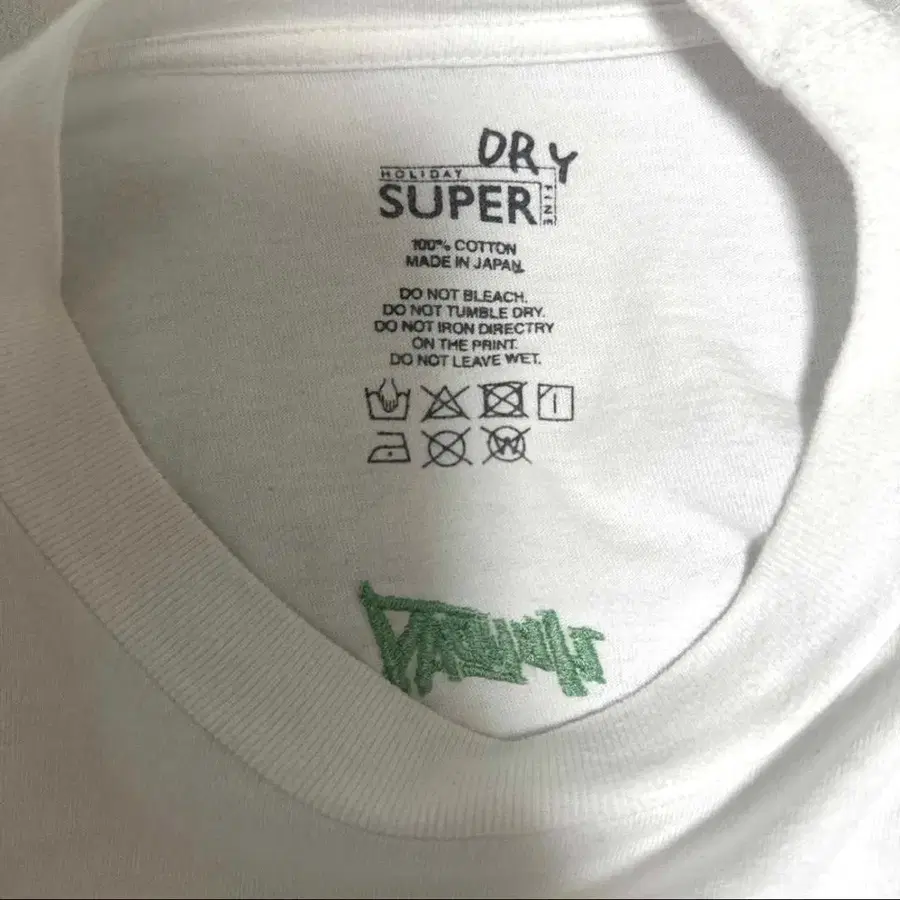 DRY
HOLIDAY
SUPER
FINE
100% COTTON
MADE IN JAPAN.
DO NOT BLEACH.
DO NOT TUMBLE DRY.
DO NOT IRON DIRECTRY
ON THE PRINT.
DO NOT LEAVE WET.
W